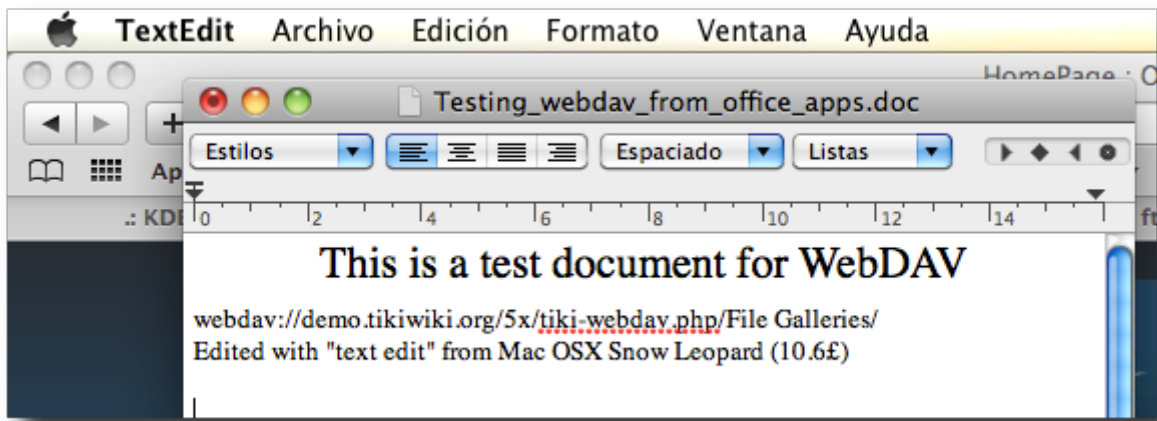 TextEdit Archivo Edición Formato Ventana Ayuda
HomePage : O
Testing_webdav_from_office_apps.doc
Estilos Espaciado Listas
Ap
.: KDE
ft
0 2 4 6 8 10 12 14
This is a test document for WebDAV
webdav://demo.tikiwiki.org/5x/tiki-webdav.php/File Galleries/
Edited with "text edit" from Mac OSX Snow Leopard (10.6£)